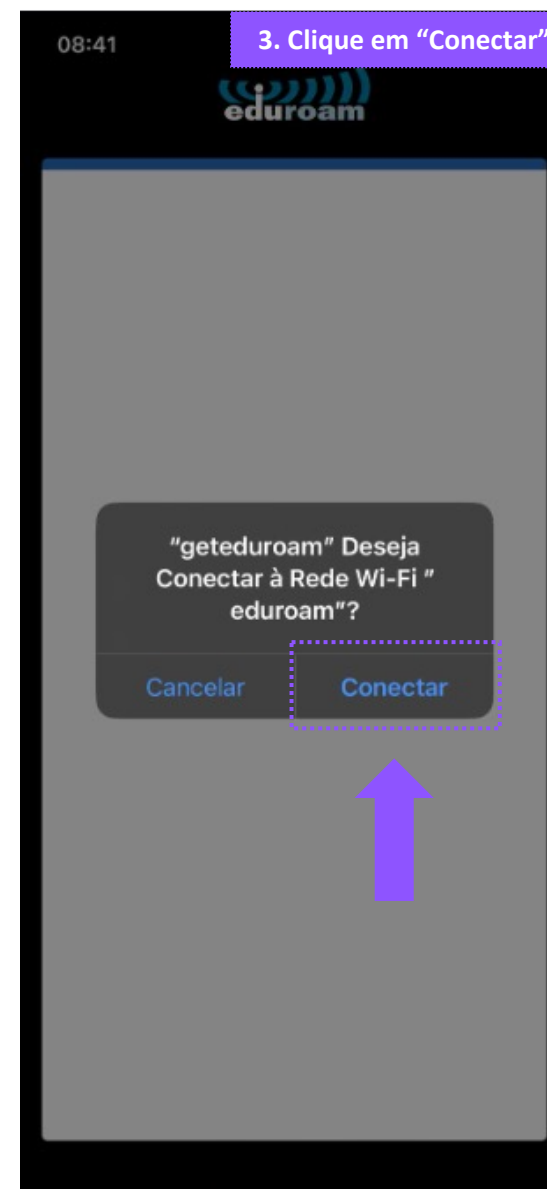 08:41
3. Clique em “Conectar”
eduroam
"geteduroam" Deseja
Conectar à Rede Wi-Fi "
eduroam"?
Cancelar
Conectar